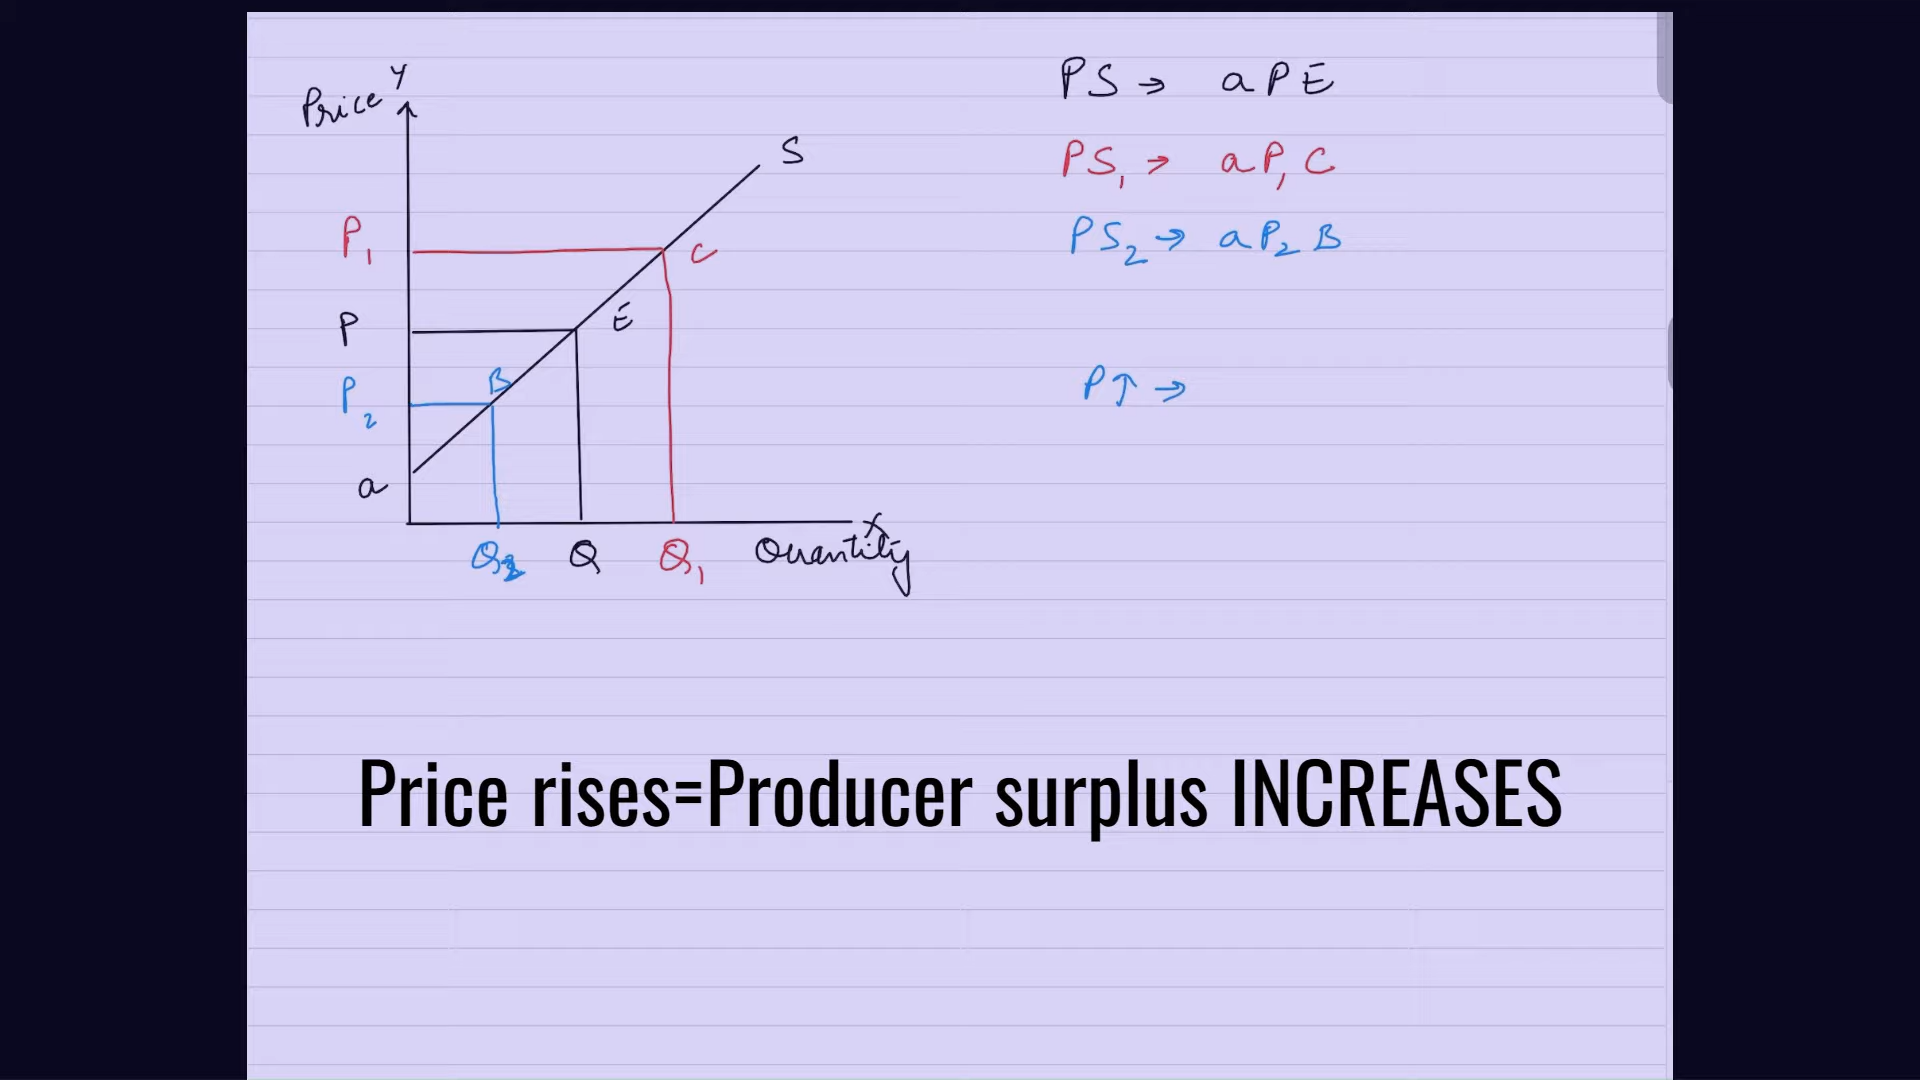 Y
Price
S
P1
C
P
E
P2
B
a
X
Q2
Q
Q1
Quantity
PS → aPE
PS1 → aP1C
PS2 → aP2B
P↑ →
Price rises=Producer surplus INCREASES